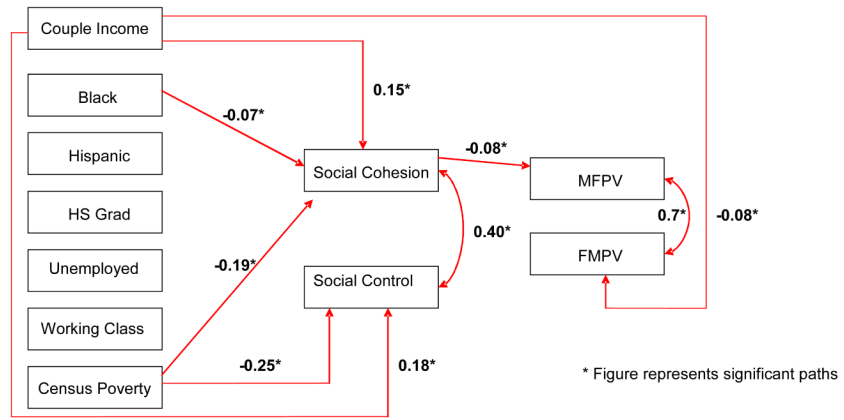 Couple Income
Black
Hispanic
HS Grad
Unemployed
Working Class
Census Poverty
0.15*
-0.07*
Social Cohesion
-0.08*
MFPV
0.7*
-0.08*
0.40*
FMPV
-0.19*
Social Control
-0.25*
0.18*
* Figure represents significant paths